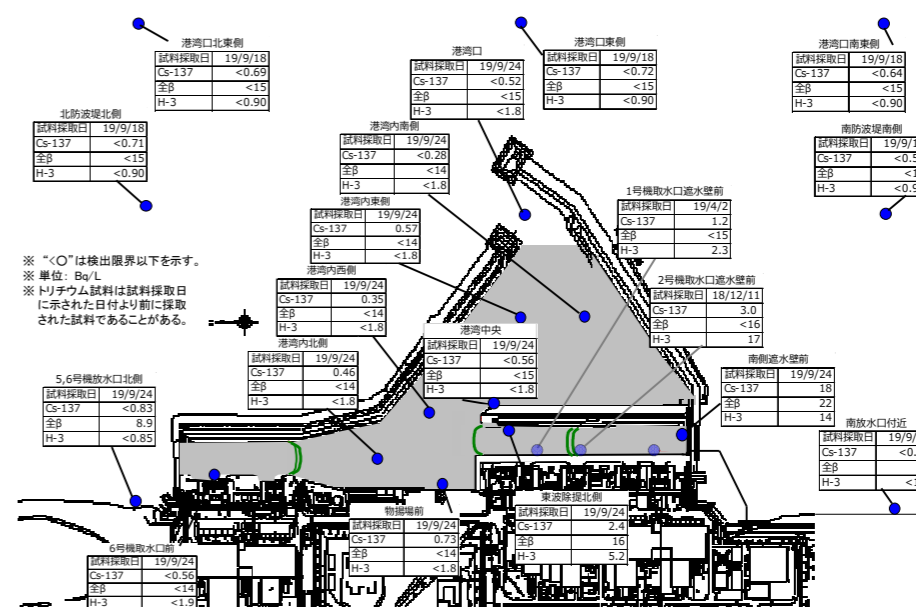 港湾口北東側
試料採取日 19/9/18
Cs-137 <0.69
全β <15
H-3 <0.90
港湾口
試料採取日 19/9/24
Cs-137 <0.52
全β <15
H-3 <1.8
港湾口東側
試料採取日 19/9/18
Cs-137 <0.72
全β <15
H-3 <0.90
港湾口南東側
試料採取日 19/9/18
Cs-137 <0.64
全β <15
H-3 <0.90
北防波堤北側
試料採取日 19/9/18
Cs-137 <0.71
全β <15
H-3 <0.90
港湾内南側
試料採取日 19/9/24
Cs-137 <0.28
全β <14
H-3 <1.8
南防波堤南側
試料採取日
Cs-137
全β
H-3
港湾内東側
試料採取日 19/9/24
Cs-137 0.57
全β <14
H-3 <1.8
1号機取水口遮水壁前
試料採取日 19/4/2
Cs-137 1.2
全β <15
H-3 2.3
※ “<○”は検出限界以下を示す。
※ 単位: Bq/L
※ トリチウム試料は試料採取日
に示された日付より前に採取
された試料であることがある。
港湾内西側
試料採取日 19/9/24
Cs-137 0.35
全β <14
H-3 <1.8
2号機取水口遮水壁前
試料採取日 18/12/11
Cs-137 3.0
全β <16
H-3 17
港湾内北側
試料採取日 19/9/24
Cs-137 0.46
全β <14
H-3 <1.8
港湾中央
試料採取日 19/9/24
Cs-137 <0.56
全β <15
H-3 <1.8
南側遮水壁前
試料採取日 19/9/24
Cs-137 18
全β 22
H-3 14
5,6号機放水口北側
試料採取日 19/9/24
Cs-137 <0.83
全β 8.9
H-3 <0.85
南放水口付近
試料採取日
Cs-137
全β
H-3
物揚場前
試料採取日 19/9/24
Cs-137 0.73
全β <14
H-3 <1.8
東波除堤北側
試料採取日 19/9/24
Cs-137 2.4
全β 16
H-3 5.2
6号機取水口前
試料採取日 19/9/24
Cs-137 <0.56
全β <14
H-3 <1.9